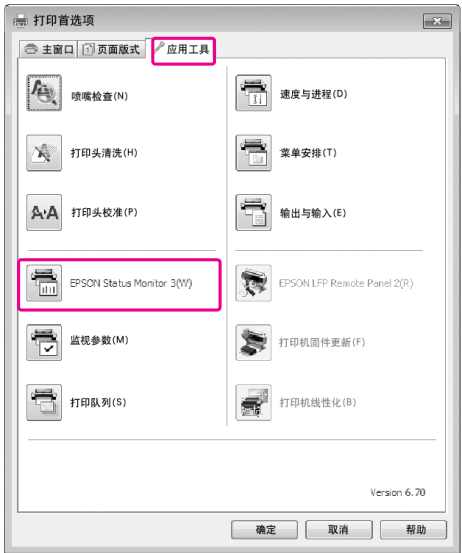 打印首选项
主窗口 页面版式 应用工具
喷嘴检查(N) 速度与进程(D)
打印头清洗(H) 菜单安排(T)
打印头校准(P) 输出与输入(E)
EPSON Status Monitor 3(W) EPSON LFP Remote Panel 2(R)
监视参数(M) 打印机固件更新(F)
打印队列(S) 打印机线性化(B)
Version 6.70
确定 取消 帮助